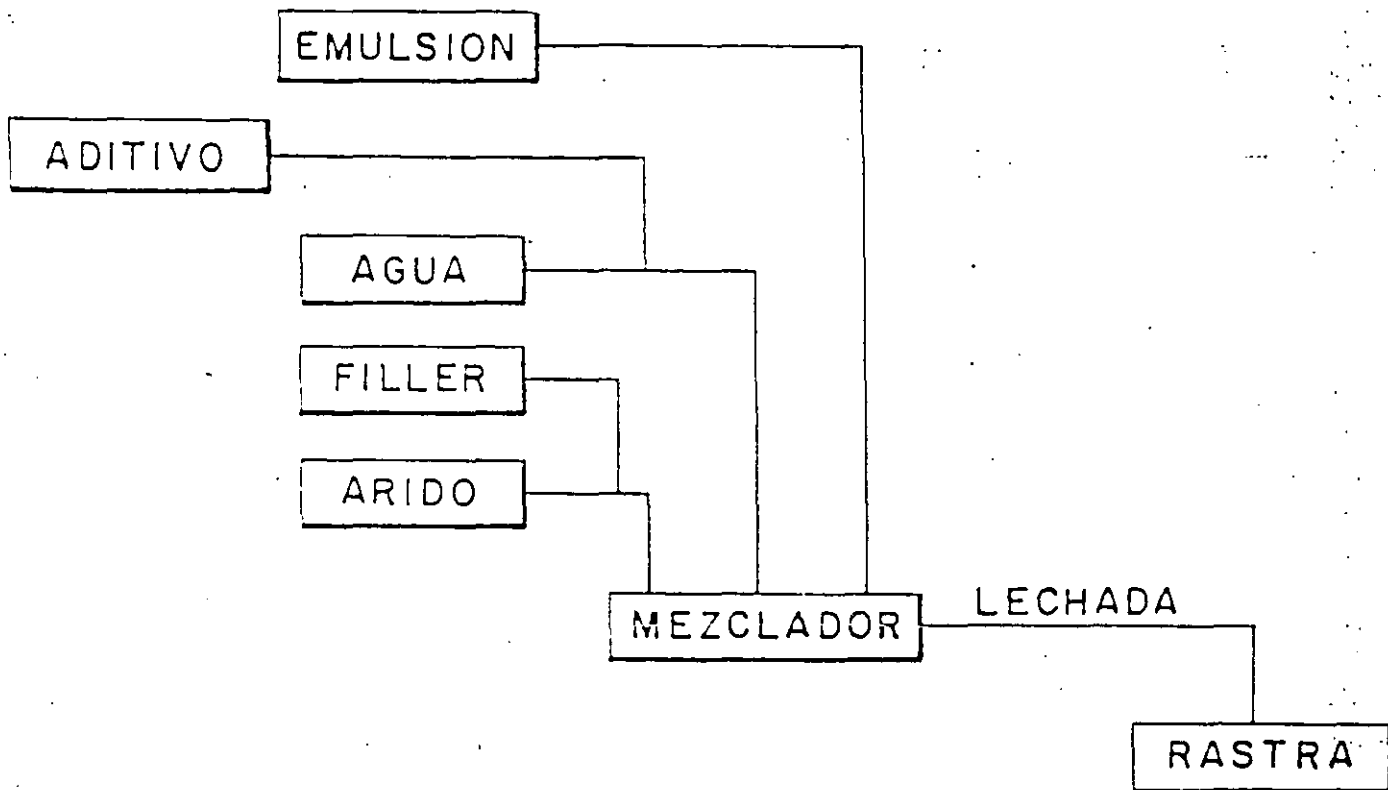 EMULSION
ADITIVO
AGUA
FILLER
ARIDO
MEZCLADOR
LECHADA
RASTRA